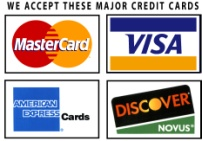 WE ACCEPT THESE MAJOR CREDIT CARDS
MasterCard
VISA
AMERICAN
EXPRESS Cards
DISCOVER
NOVUS